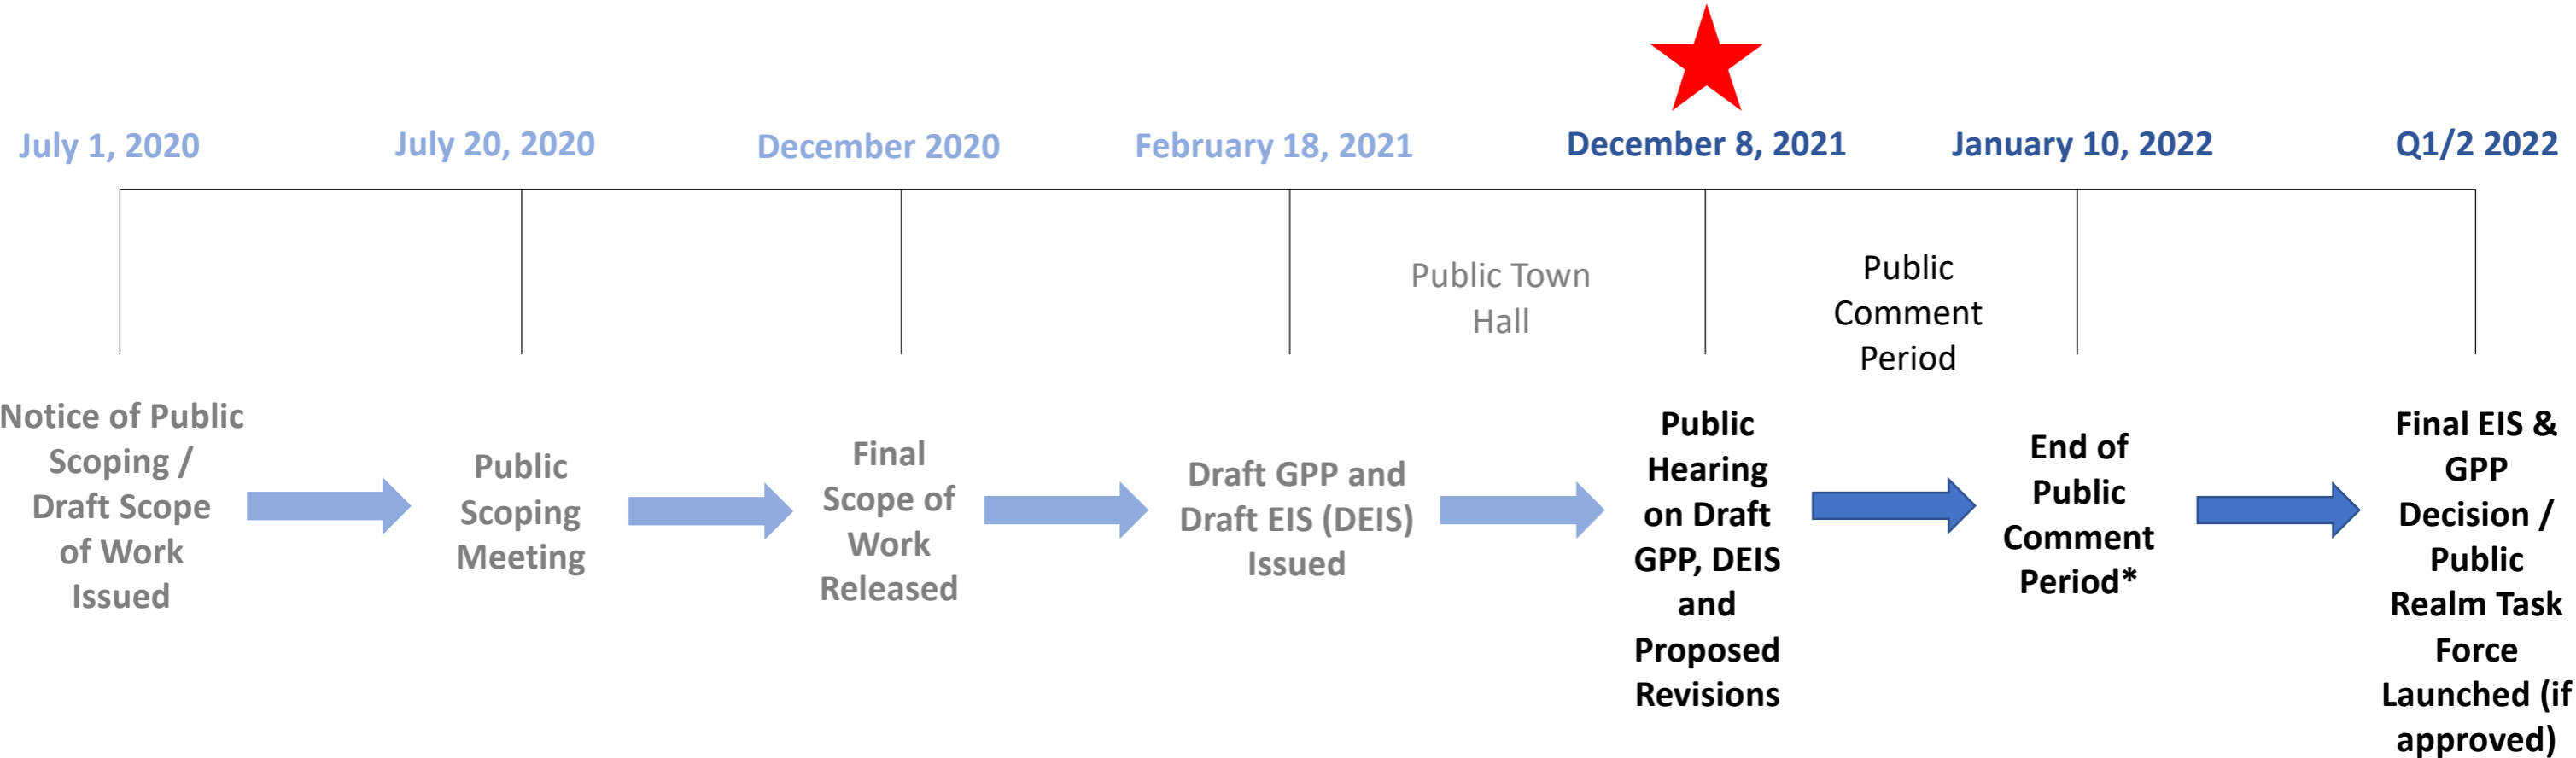 July 1, 2020
July 20, 2020
December 2020
February 18, 2021
December 8, 2021
January 10, 2022
Q1/2 2022
Public Town
Hall
Public
Comment
Period
Notice of Public
Scoping /
Draft Scope
of Work
Issued
Public
Scoping
Meeting
Final
Scope of
Work
Released
Draft GPP and
Draft EIS (DEIS)
Issued
Public
Hearing
on Draft
GPP, DEIS
and
Proposed
Revisions
End of
Public
Comment
Period*
Final EIS &
GPP
Decision /
Public
Realm Task
Force
Launched (if
approved)